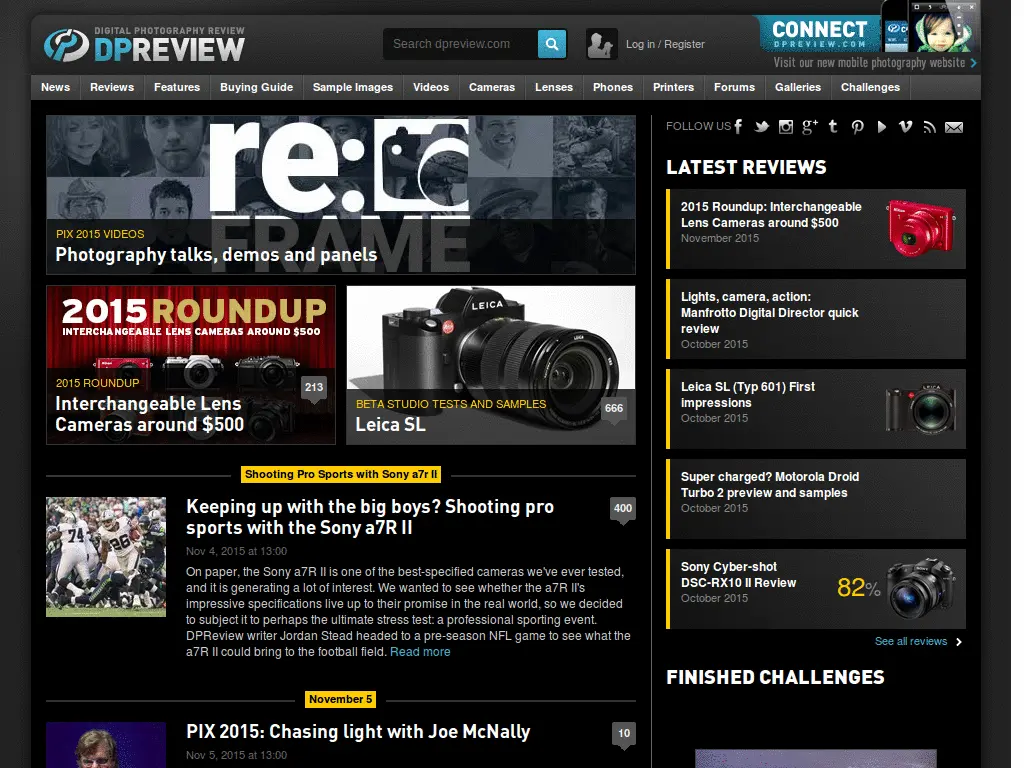 DIGITAL PHOTOGRAPHY REVIEW
DPREVIEW
Search dpreview.com
Log in / Register
CONNECT
DPREVIEW.COM
Visit our new mobile photography website
News
Reviews
Features
Buying Guide
Sample Images
Videos
Cameras
Lenses
Phones
Printers
Forums
Galleries
Challenges
re:
FRAME
PIX 2015 VIDEOS
Photography talks, demos and panels
2015 ROUNDUP
INTERCHANGEABLE LENS CAMERAS AROUND $500
2015 ROUNDUP
213
Interchangeable Lens
Cameras around $500
LEICA
BETA STUDIO TESTS AND SAMPLES
666
Leica SL
Shooting Pro Sports with Sony a7r II
74
26
Keeping up with the big boys? Shooting pro
sports with the Sony a7R II
400
Nov 4, 2015 at 13:00
On paper, the Sony a7R II is one of the best-specified cameras we've ever tested,
and it is generating a lot of interest. We wanted to see whether the a7R II's
impressive specifications live up to their promise in the real world, so we decided
to subject it to perhaps the ultimate stress test: a professional sporting event.
DPReview writer Jordan Stead headed to a pre-season NFL game to see what the
a7R II could bring to the football field. Read more
November 5
PIX 2015: Chasing light with Joe McNally
10
Nov 5, 2015 at 13:00
FOLLOW US
LATEST REVIEWS
2015 Roundup: Interchangeable
Lens Cameras around $500
November 2015
Lights, camera, action:
Manfrotto Digital Director quick
review
October 2015
Leica SL (Typ 601) First
impressions
October 2015
LEICA
Super charged? Motorola Droid
Turbo 2 preview and samples
October 2015
Sony Cyber-shot
DSC-RX10 II Review
October 2015
82%
See all reviews
FINISHED CHALLENGES